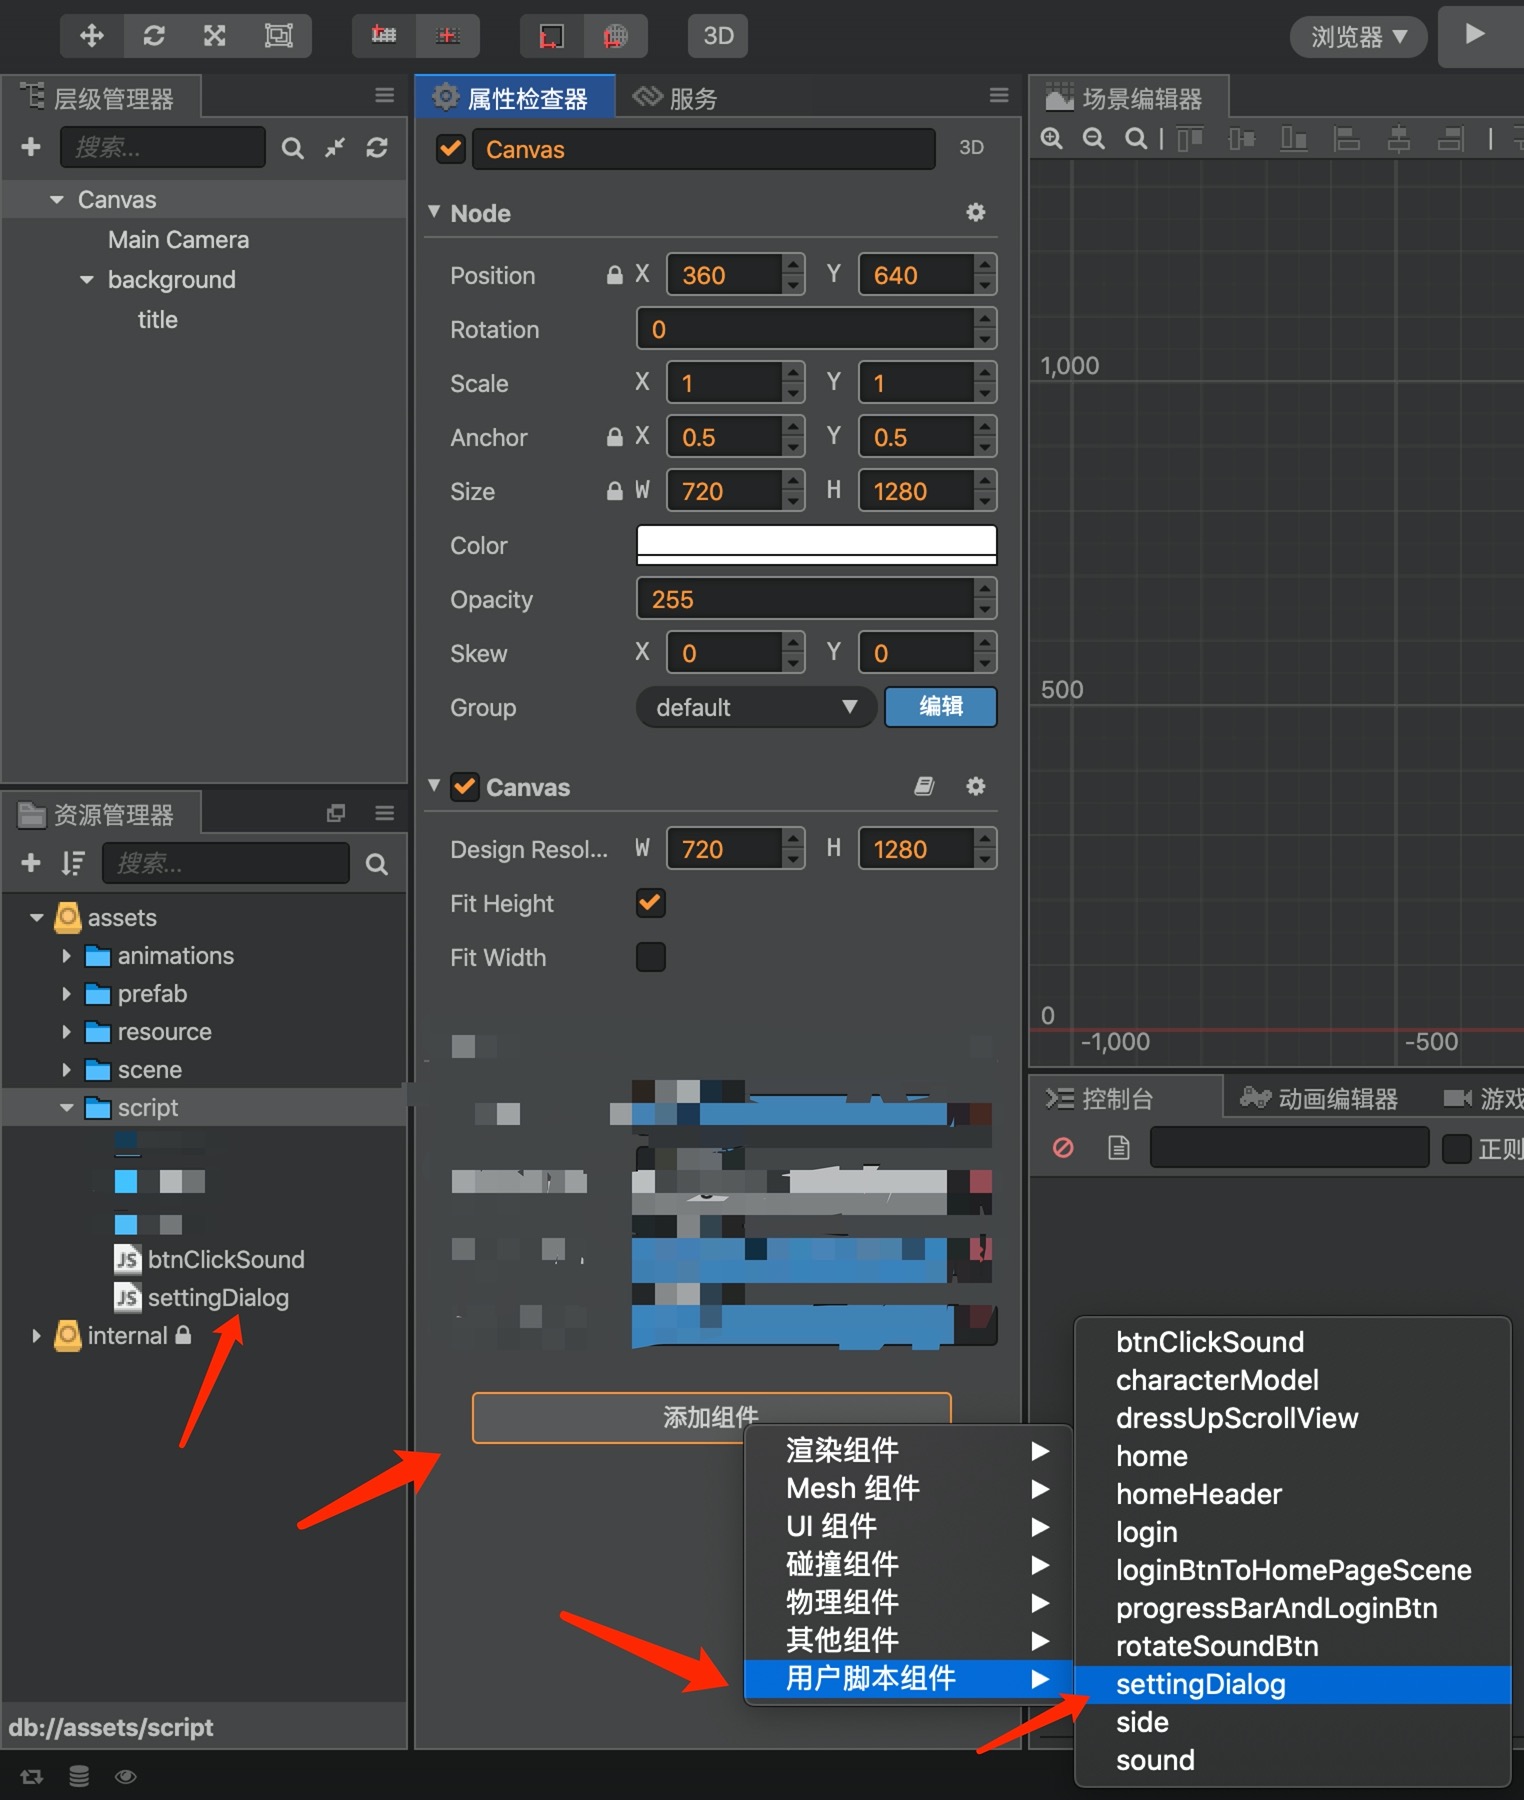 3D
浏览器
层级管理器
搜索...
Canvas
Main Camera
background
title
属性检查器
服务
Canvas
3D
Node
Position X 360 Y 640
Rotation 0
Scale X 1 Y 1
Anchor X 0.5 Y 0.5
Size W 720 H 1280
Color
Opacity 255
Skew X 0 Y 0
Group default 编辑
Canvas
Design Resol... W 720 H 1280
Fit Height
Fit Width
添加组件
渲染组件
Mesh 组件
UI 组件
碰撞组件
物理组件
其他组件
用户脚本组件
btnClickSound
characterModel
dressUpScrollView
home
homeHeader
login
loginBtnToHomePageScene
progressBarAndLoginBtn
rotateSoundBtn
settingDialog
side
sound
资源管理器
搜索...
assets
animations
prefab
resource
scene
script
JS btnClickSound
JS settingDialog
internal
db://assets/script
场景编辑器
1,000
500
0
-1,000
-500
控制台
动画编辑器
游戏
正则